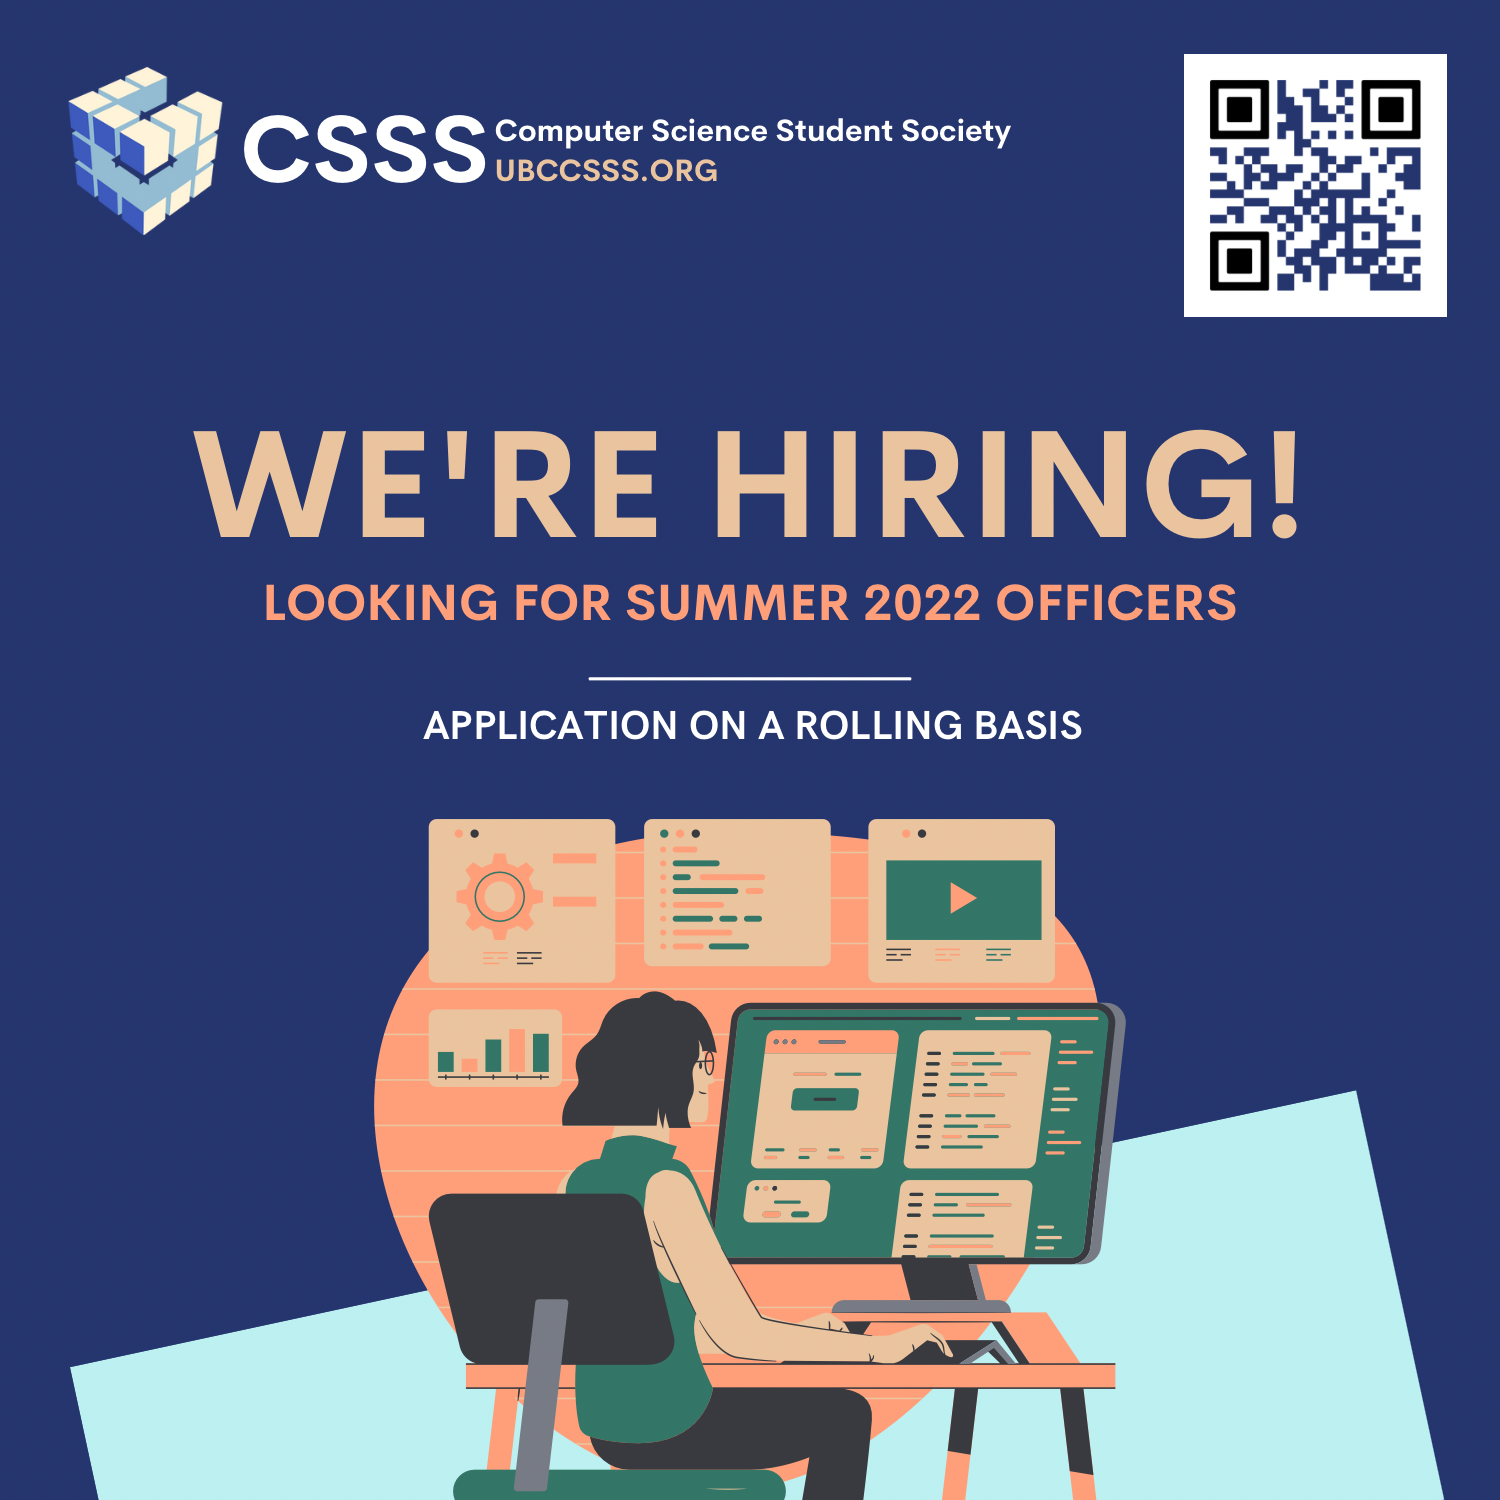 CSSS
Computer Science Student Society
UBCCSSS.ORG
WE'RE HIRING!
LOOKING FOR SUMMER 2022 OFFICERS
APPLICATION ON A ROLLING BASIS